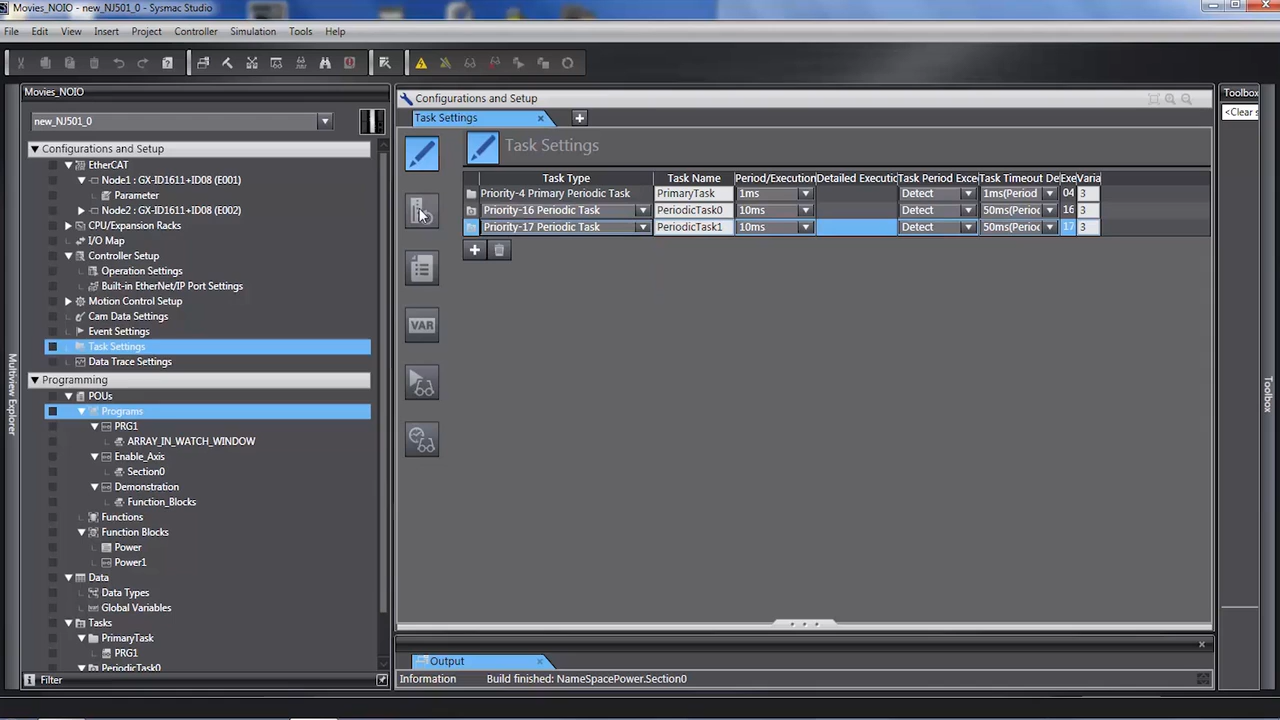 Movies_NOIO - new_NJ501_0 - Sysmac Studio
File Edit View Insert Project Controller Simulation Tools Help
Movies_NOIO
new_NJ501_0
Configurations and Setup
EtherCAT
Node1 : GX-ID1611+ID08 (E001)
Parameter
Node2 : GX-ID1611+ID08 (E002)
CPU/Expansion Racks
I/O Map
Controller Setup
Operation Settings
Built-in EtherNet/IP Port Settings
Motion Control Setup
Cam Data Settings
Event Settings
Task Settings
Data Trace Settings
Programming
POUs
Programs
PRG1
ARRAY_IN_WATCH_WINDOW
Enable_Axis
Section0
Demonstration
Function_Blocks
Functions
Function Blocks
Power
Power1
Data
Data Types
Global Variables
Tasks
PrimaryTask
PRG1
PeriodicTask0
Filter
Multiview Explorer
Configurations and Setup
Task Settings
Task Settings
VAR
Task Type Task Name Period/Execution Detailed Executic Task Period Exce Task Timeout De Exe Varia
Priority-4 Primary Periodic Task PrimaryTask 1ms Detect 1ms(Period 04 3
Priority-16 Periodic Task PeriodicTask0 10ms Detect 50ms(Perioc 16 3
Priority-17 Periodic Task PeriodicTask1 10ms Detect 50ms(Perioc 17 3
Output
Information Build finished: NameSpacePower.Section0
Toolbox
<Clear s
Toolbox